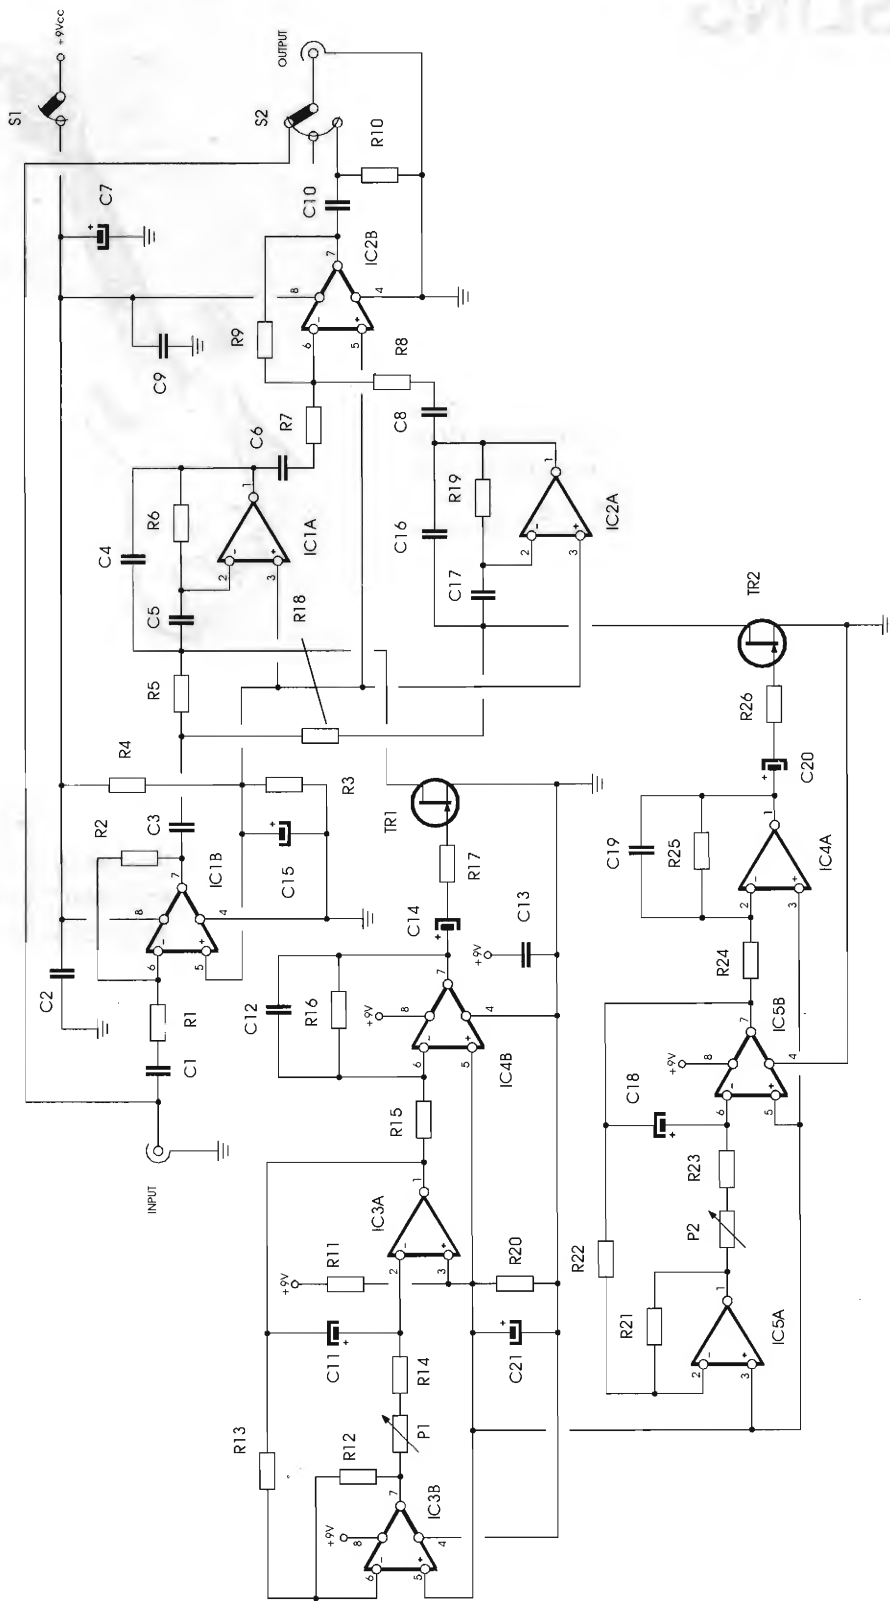 S1
+9Vcc
OUTPUT
S2
R10
C10
C7
+
IC2B
7
8
4
6
5
-
+
R9
C9
R8
R7
C6
C8
C4
R6
1
IC1A
2
3
-
+
C5
R18
R5
R19
C16
1
IC2A
2
3
-
+
C17
TR2
R26
C20
+
R4
R3
R2
C3
7
IC1B
8
4
6
5
-
+
C15
+
C2
R1
C1
INPUT
TR1
R17
C14
+
C13
+9V
C12
R16
+9V
7
8
4
6
5
-
+
IC4B
R15
C19
R25
1
IC4A
2
3
-
+
R24
7
IC5B
+9V
8
4
6
5
-
+
C18
+
R23
P2
R22
R21
1
IC5A
2
3
-
+
1
IC3A
2
3
-
+
+9V
R11
R20
C11
+
C21
+
R14
P1
R13
R12
7
IC3B
+9V
8
4
6
5
-
+